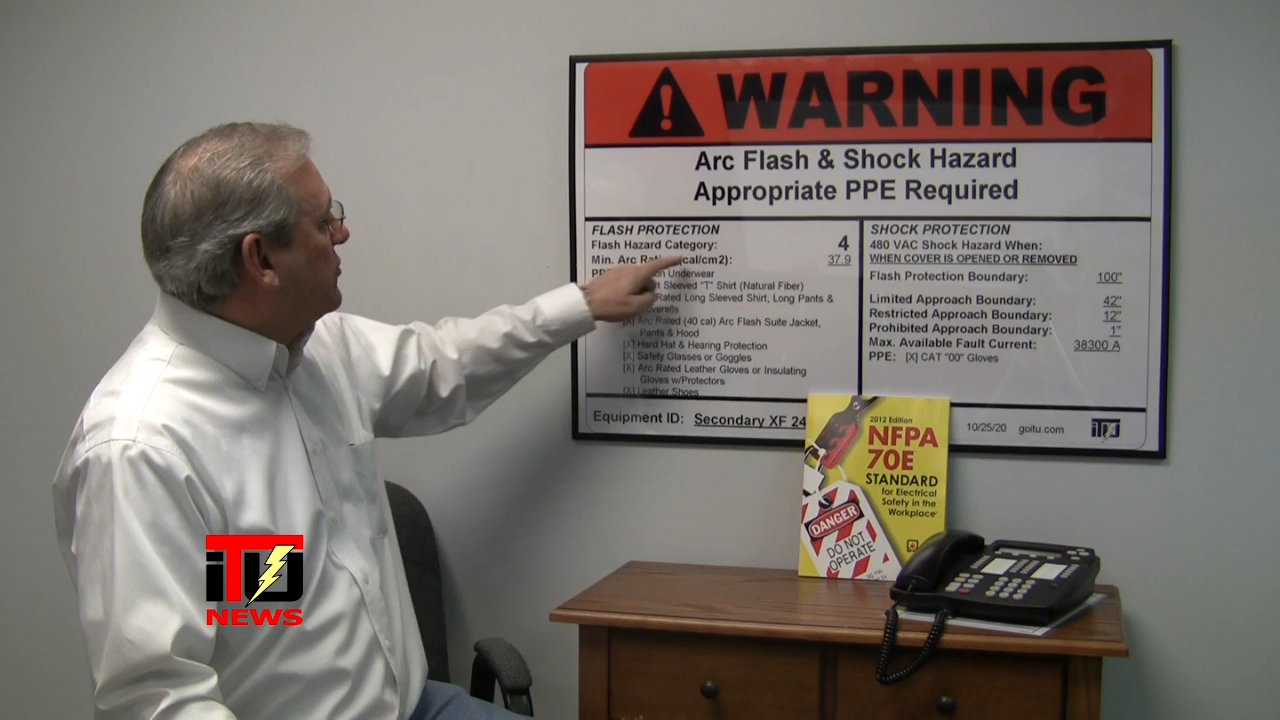 WARNING
Arc Flash & Shock Hazard
Appropriate PPE Required
FLASH PROTECTION
Flash Hazard Category: 4
Min. Arc (cal/cm2): 37.9
Underwear
Sleeved "T" Shirt (Natural Fiber)
Rated Long Sleeved Shirt, Long Pants &
[X] Arc Rated (40 cal) Arc Flash Suite Jacket,
Pants & Hood
[X] Hard Hat & Hearing Protection
[X] Safety Glasses or Goggles
[X] Arc Rated Leather Gloves or Insulating
Gloves w/Protectors
[X] Leather Shoes
SHOCK PROTECTION
480 VAC Shock Hazard When:
WHEN COVER IS OPENED OR REMOVED
Flash Protection Boundary: 100"
Limited Approach Boundary: 42"
Restricted Approach Boundary: 12"
Prohibited Approach Boundary: 1"
Max. Available Fault Current: 38300 A
PPE: [X] CAT "00" Gloves
Equipment ID: Secondary XF 24
10/25/20 goitu.com iTU
2012 Edition
NFPA
70E
STANDARD
for Electrical
Safety in the
Workplace®
DANGER
DO NOT
OPERATE
iTU
NEWS